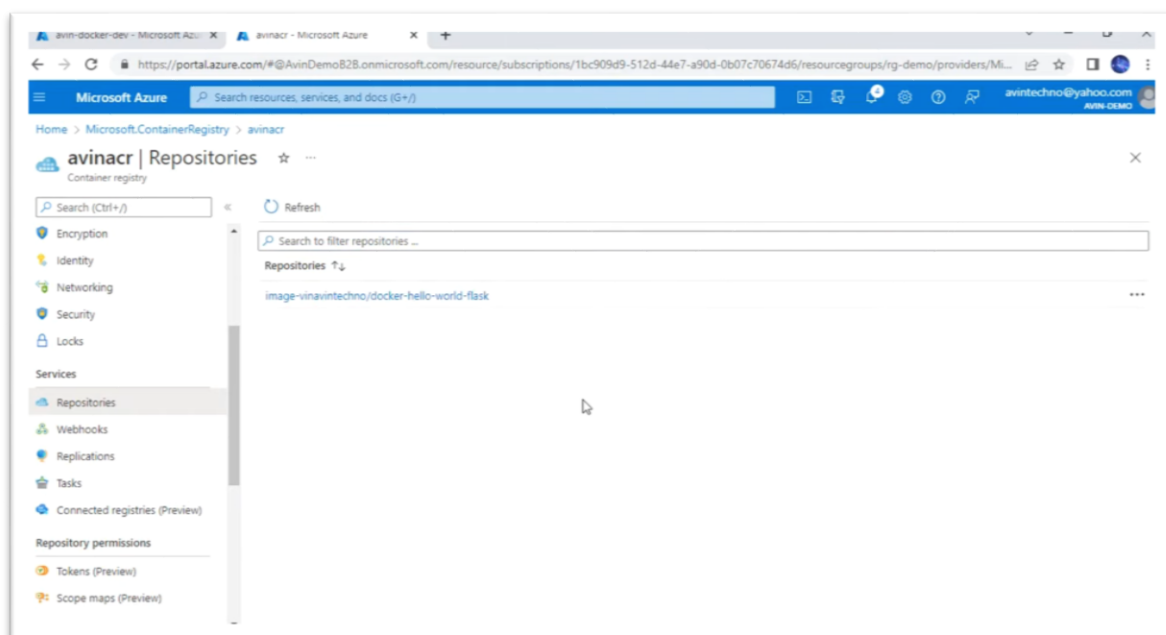 avin-docker-dev - Microsoft Azu X
avinacr - Microsoft Azure X +
https://portal.azure.com/#@AvinDemoB2B.onmicrosoft.com/resource/subscriptions/1bc909d9-512d-44e7-a90d-0b07c70674d6/resourcegroups/rg-demo/providers/Mi...
Microsoft Azure
Search resources, services, and docs (G+/)
4
avintechno@yahoo.com
AVIN-DEMO
Home > Microsoft.ContainerRegistry > avinacr
avinacr | Repositories
Container registry
Search (Ctrl+/)
Encryption
Identity
Networking
Security
Locks
Services
Repositories
Webhooks
Replications
Tasks
Connected registries (Preview)
Repository permissions
Tokens (Preview)
Scope maps (Preview)
Refresh
Search to filter repositories ...
Repositories ↑↓
image-vinavintechno/docker-hello-world-flask